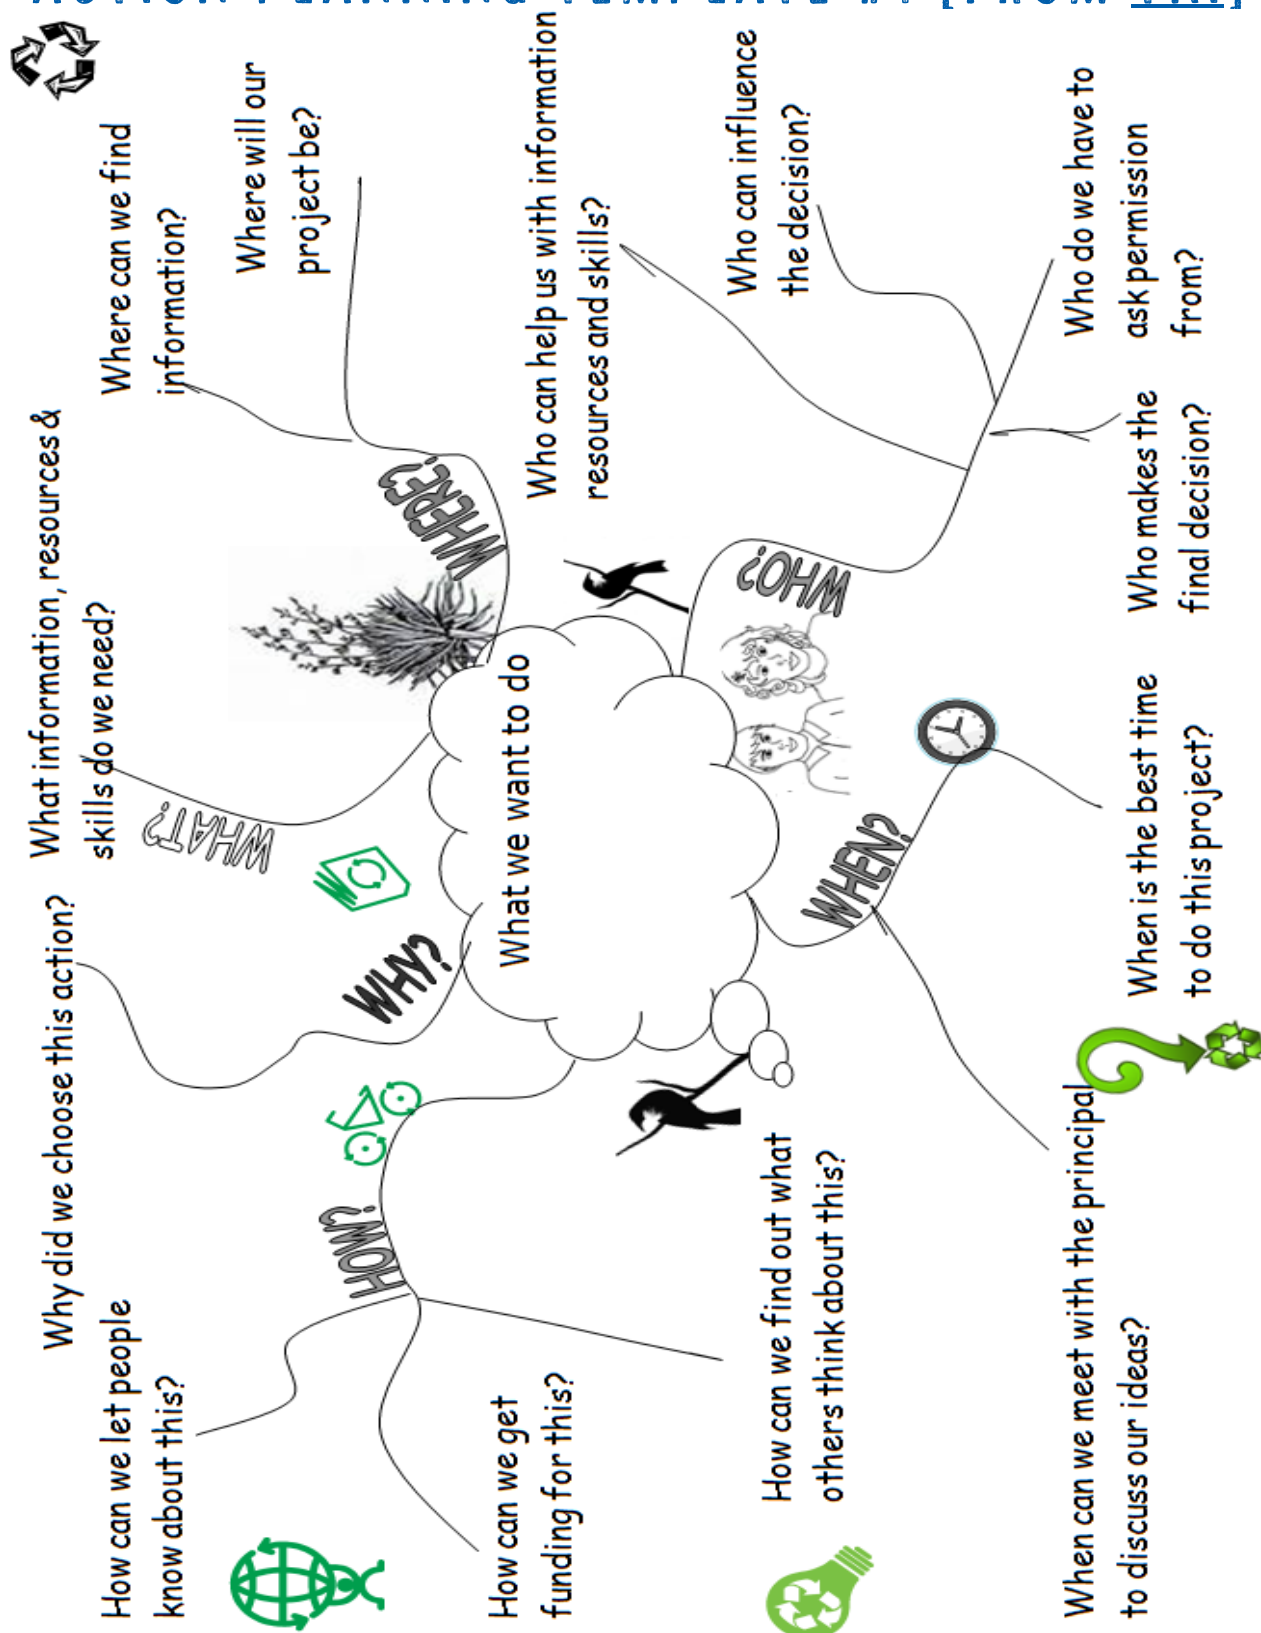 How can we let people
know about this?
Why did we choose this action?
What information, resources &
skills do we need?
Where can we find
information?
Where will our
project be?
HOW?
WHY?
WHAT?
WHERE?
How can we get
funding for this?
What we want to do
Who can help us with information
resources and skills?
How can we find out what
others think about this?
WHEN?
WHO?
Who can influence
the decision?
When can we meet with the principal
to discuss our ideas?
When is the best time
to do this project?
Who makes the
final decision?
Who do we have to
ask permission
from?